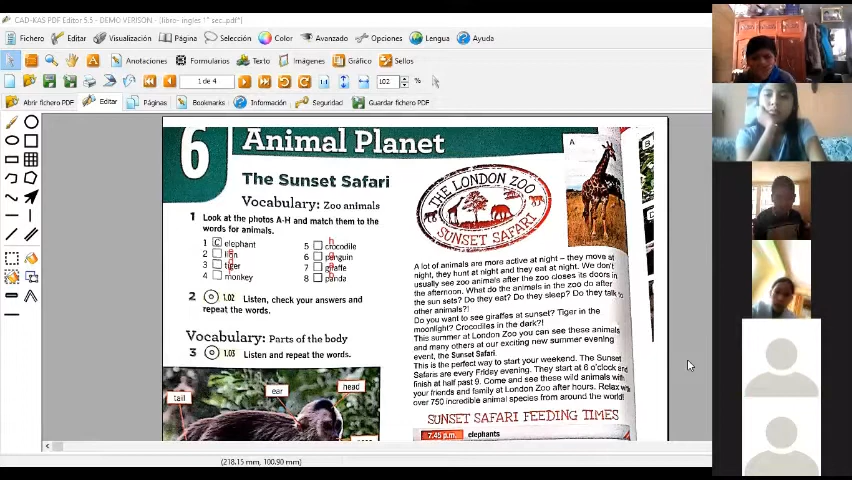 CAD-KAS PDF Editor 5.5 - DEMO VERISON - [libro- ingles 1° sec..pdf*]
Fichero Editar Visualización Página Selección Color Avanzado Opciones Lengua Ayuda
Anotaciones Formularios Texto Imágenes Gráfico Sellos
1 de 4 102 %
Abrir fichero PDF Editar Páginas Bookmarks Información Seguridad Guardar fichero PDF
6 Animal Planet
The Sunset Safari
Vocabulary: Zoo animals
1 Look at the photos A-H and match them to the
words for animals.
1 C elephant
2 lion
3 tiger
4 monkey
5 crocodile
6 penguin
7 giraffe
8 panda
2 1.02 Listen, check your answers and
repeat the words.
Vocabulary: Parts of the body
3 1.03 Listen and repeat the words.
tail
ear
head
A
THE LONDON ZOO
SUNSET SAFARI
A lot of animals are more active at night – they move at
night, they hunt at night and they eat at night. We don't
usually see zoo animals after the zoo closes its doors in
the afternoon. What do the animals in the zoo do after
the sun sets? Do they eat? Do they sleep? Do they talk to
other animals?!
Do you want to see giraffes at sunset? Tiger in the
moonlight? Crocodiles in the dark?!
This summer at London Zoo you can see these animals
and many others at our exciting new summer evening
event, the Sunset Safari.
This is the perfect way to start your weekend. The Sunset
Safaris are every Friday evening. They start at 6 o'clock and
finish at half past 9. Come and see these wild animals with
your friends and family at London Zoo after hours. Relax
over 750 incredible animal species from around the world!
SUNSET SAFARI FEEDING TIMES
7.45 p.m. elephants
(218.15 mm, 100.90 mm)